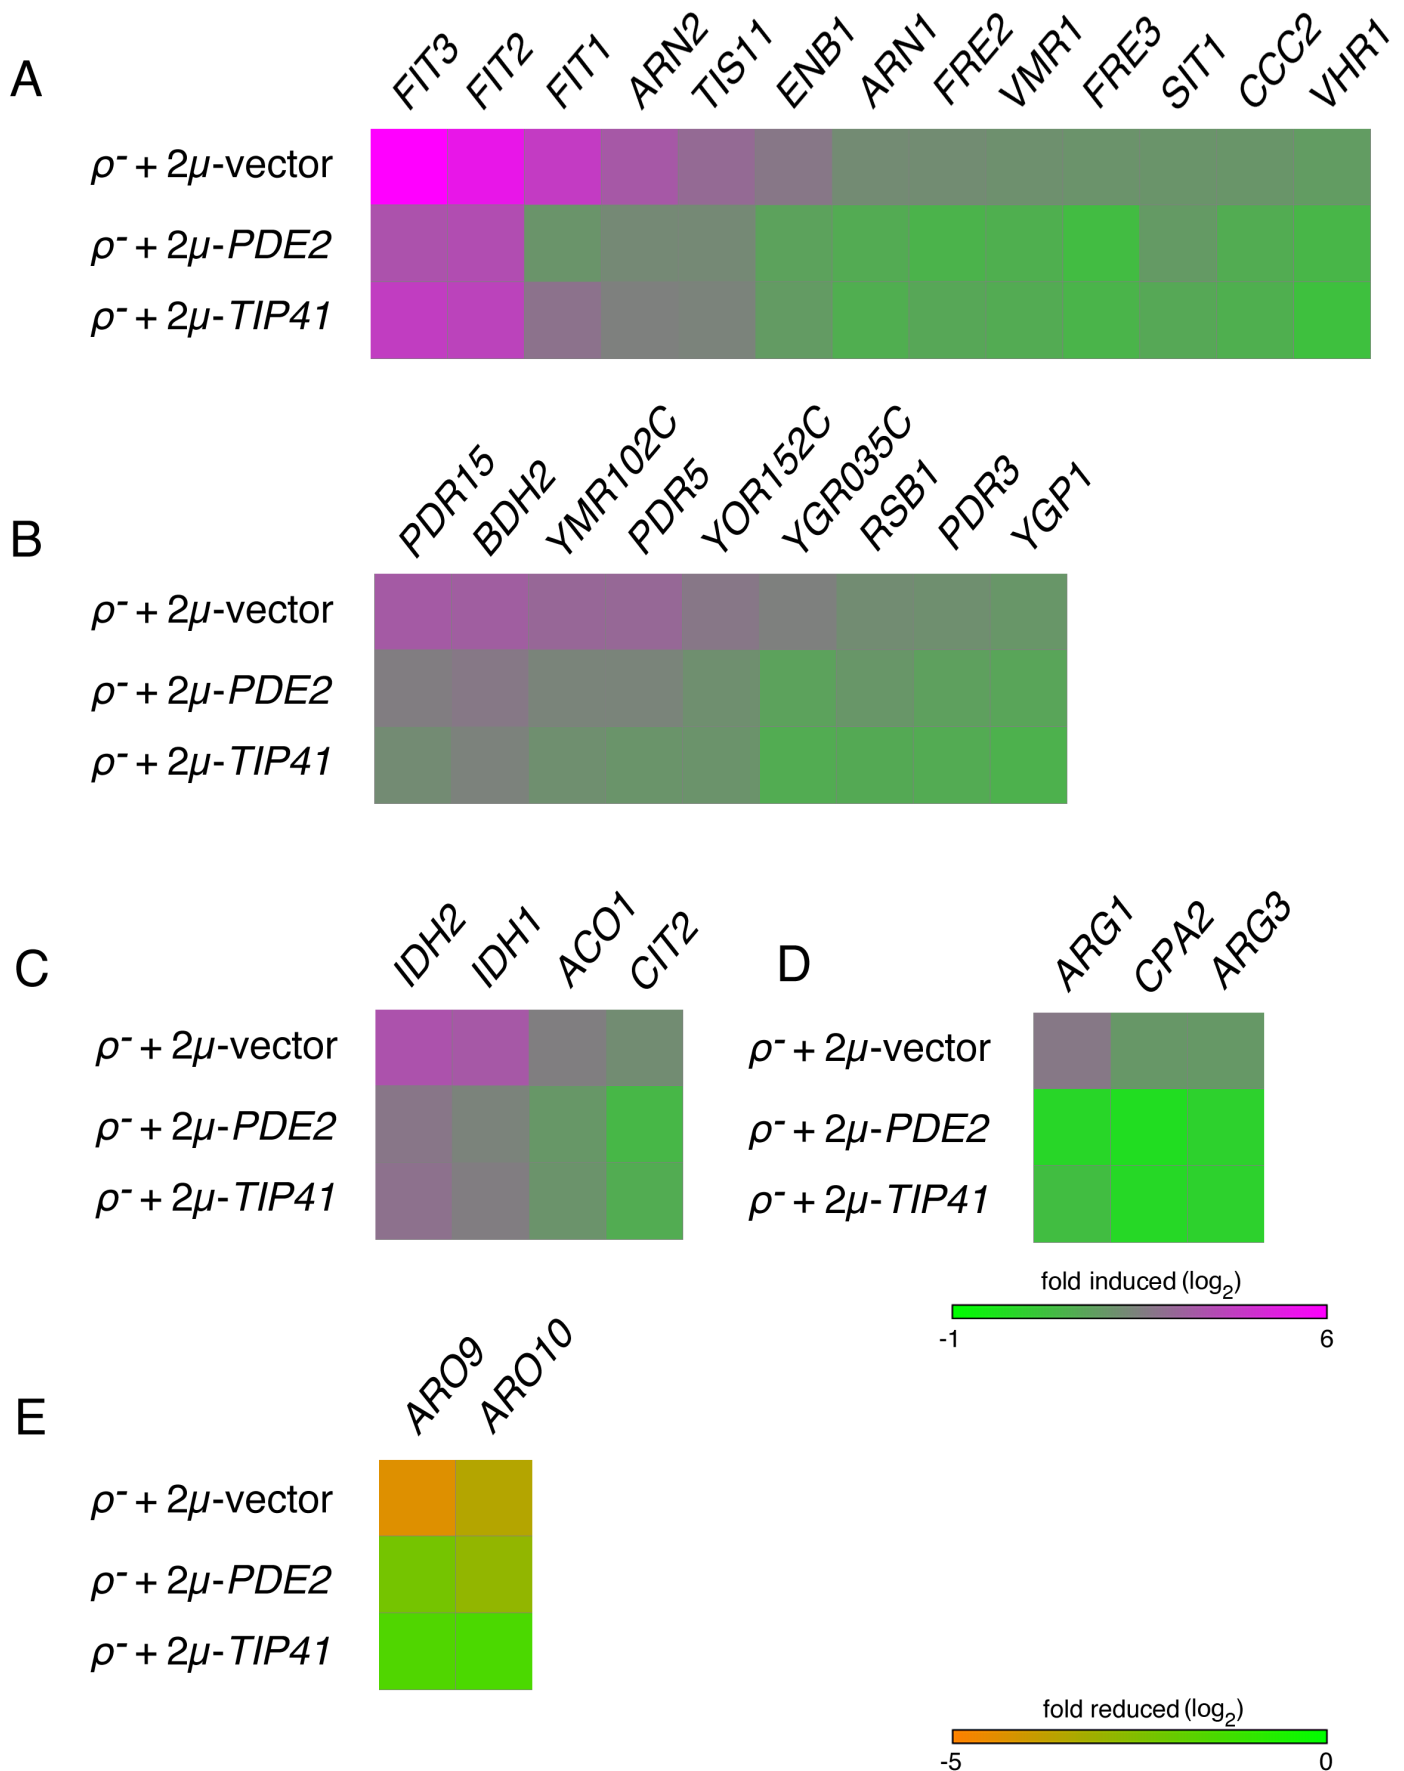 A
FIT3 FIT2 FIT1 ARN2 TIS11 ENB1 ARN1 FRE2 VMR1 FRE3 SIT1 CCC2 VHR1
ρ⁻ + 2μ-vector
ρ⁻ + 2μ-PDE2
ρ⁻ + 2μ-TIP41
B
PDR15 BDH2 YMR102C PDR5 YOR152C YGR035C RSB1 PDR3 YGP1
ρ⁻ + 2μ-vector
ρ⁻ + 2μ-PDE2
ρ⁻ + 2μ-TIP41
C
IDH2 IDH1 ACO1 CIT2
ρ⁻ + 2μ-vector
ρ⁻ + 2μ-PDE2
ρ⁻ + 2μ-TIP41
D
ARG1 CPA2 ARG3
ρ⁻ + 2μ-vector
ρ⁻ + 2μ-PDE2
ρ⁻ + 2μ-TIP41
fold induced (log₂)
-1 6
E
ARO9 ARO10
ρ⁻ + 2μ-vector
ρ⁻ + 2μ-PDE2
ρ⁻ + 2μ-TIP41
fold reduced (log₂)
-5 0